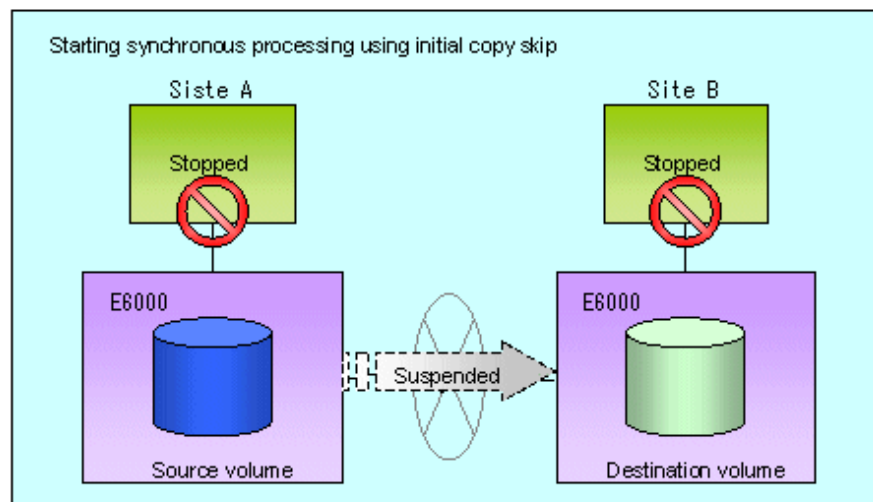 Starting synchronous processing using initial copy skip
Siste A
Site B
Stopped
Stopped
E6000
E6000
Suspended
Source volume
Destination volume